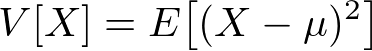 V[X] = E[(X − μ)²]